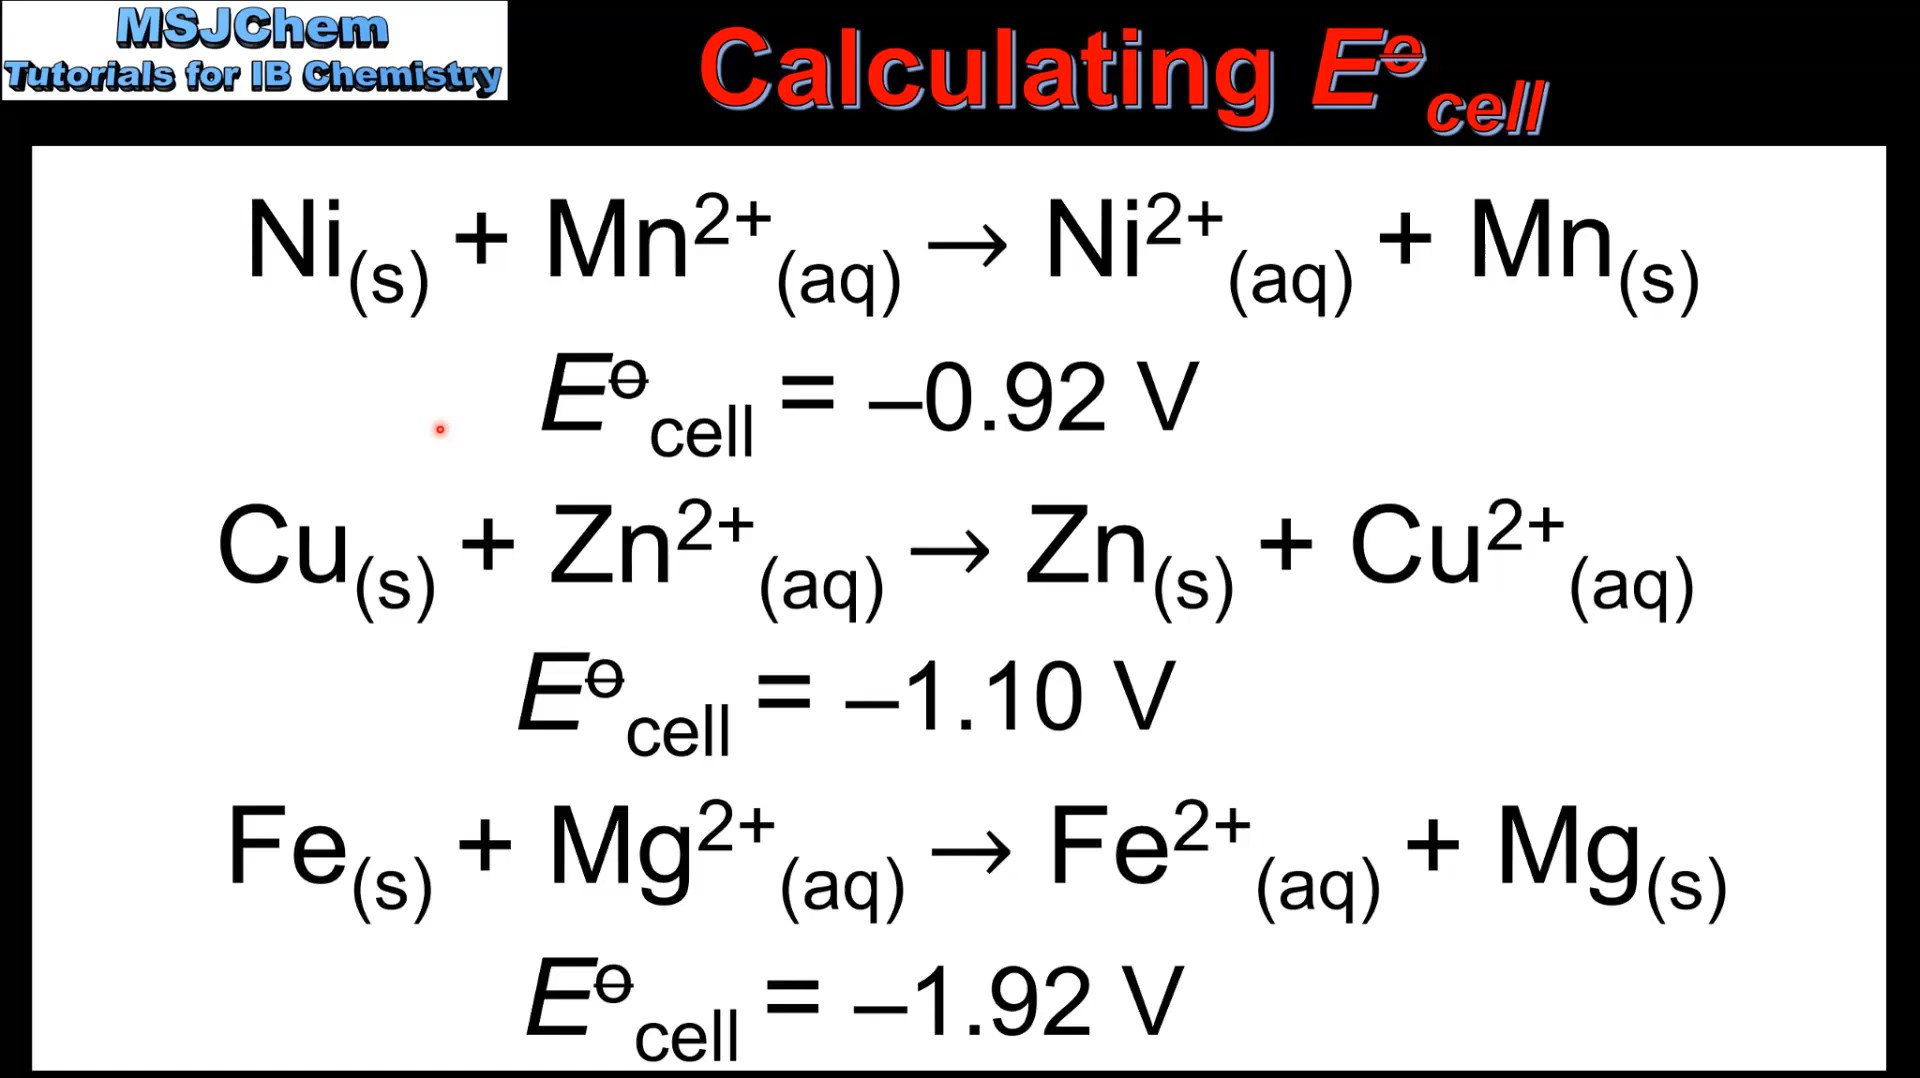 MSJChem
Tutorials for IB Chemistry
Calculating E⦵cell
Ni(s) + Mn²⁺(aq) → Ni²⁺(aq) + Mn(s)
E⦵cell = –0.92 V
Cu(s) + Zn²⁺(aq) → Zn(s) + Cu²⁺(aq)
E⦵cell = –1.10 V
Fe(s) + Mg²⁺(aq) → Fe²⁺(aq) + Mg(s)
E⦵cell = –1.92 V